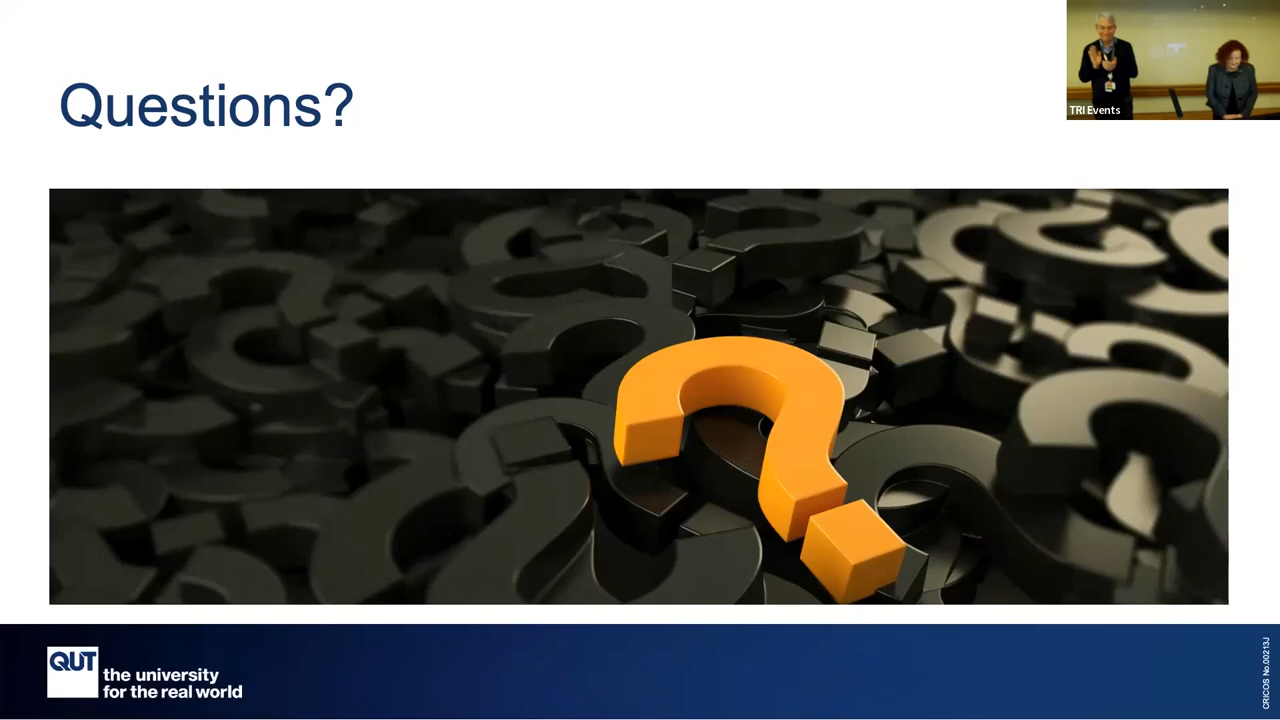 Questions?
TRI Events
QUT
the university
for the real world
CRICOS No.00213J